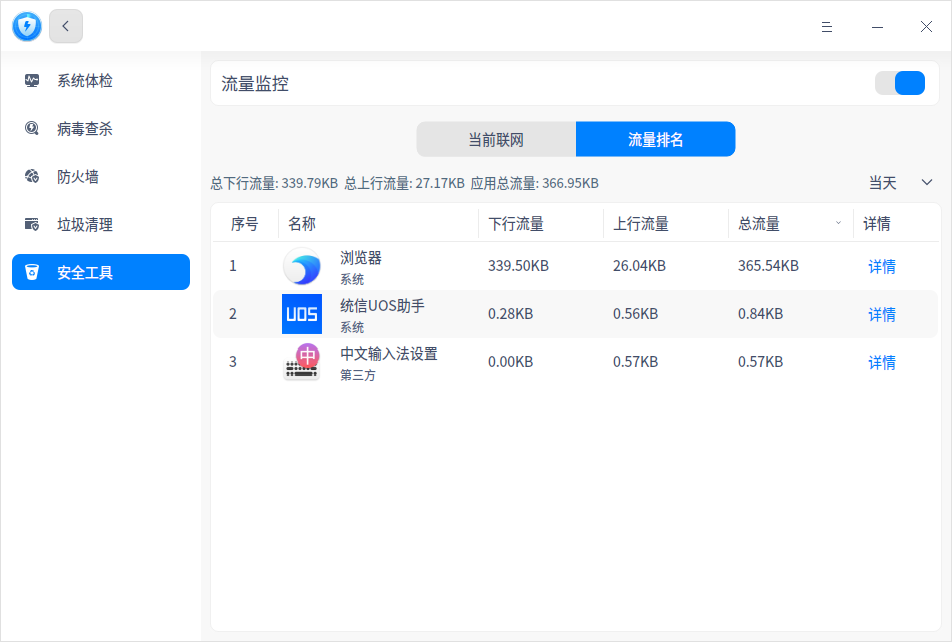 系统体检
病毒查杀
防火墙
垃圾清理
安全工具
流量监控
当前联网 流量排名
总下行流量: 339.79KB 总上行流量: 27.17KB 应用总流量: 366.95KB 当天
序号 名称 下行流量 上行流量 总流量 详情
1 浏览器 339.50KB 26.04KB 365.54KB 详情
系统
2 统信UOS助手 0.28KB 0.56KB 0.84KB 详情
UOS
系统
3 中文输入法设置 0.00KB 0.57KB 0.57KB 详情
中
第三方